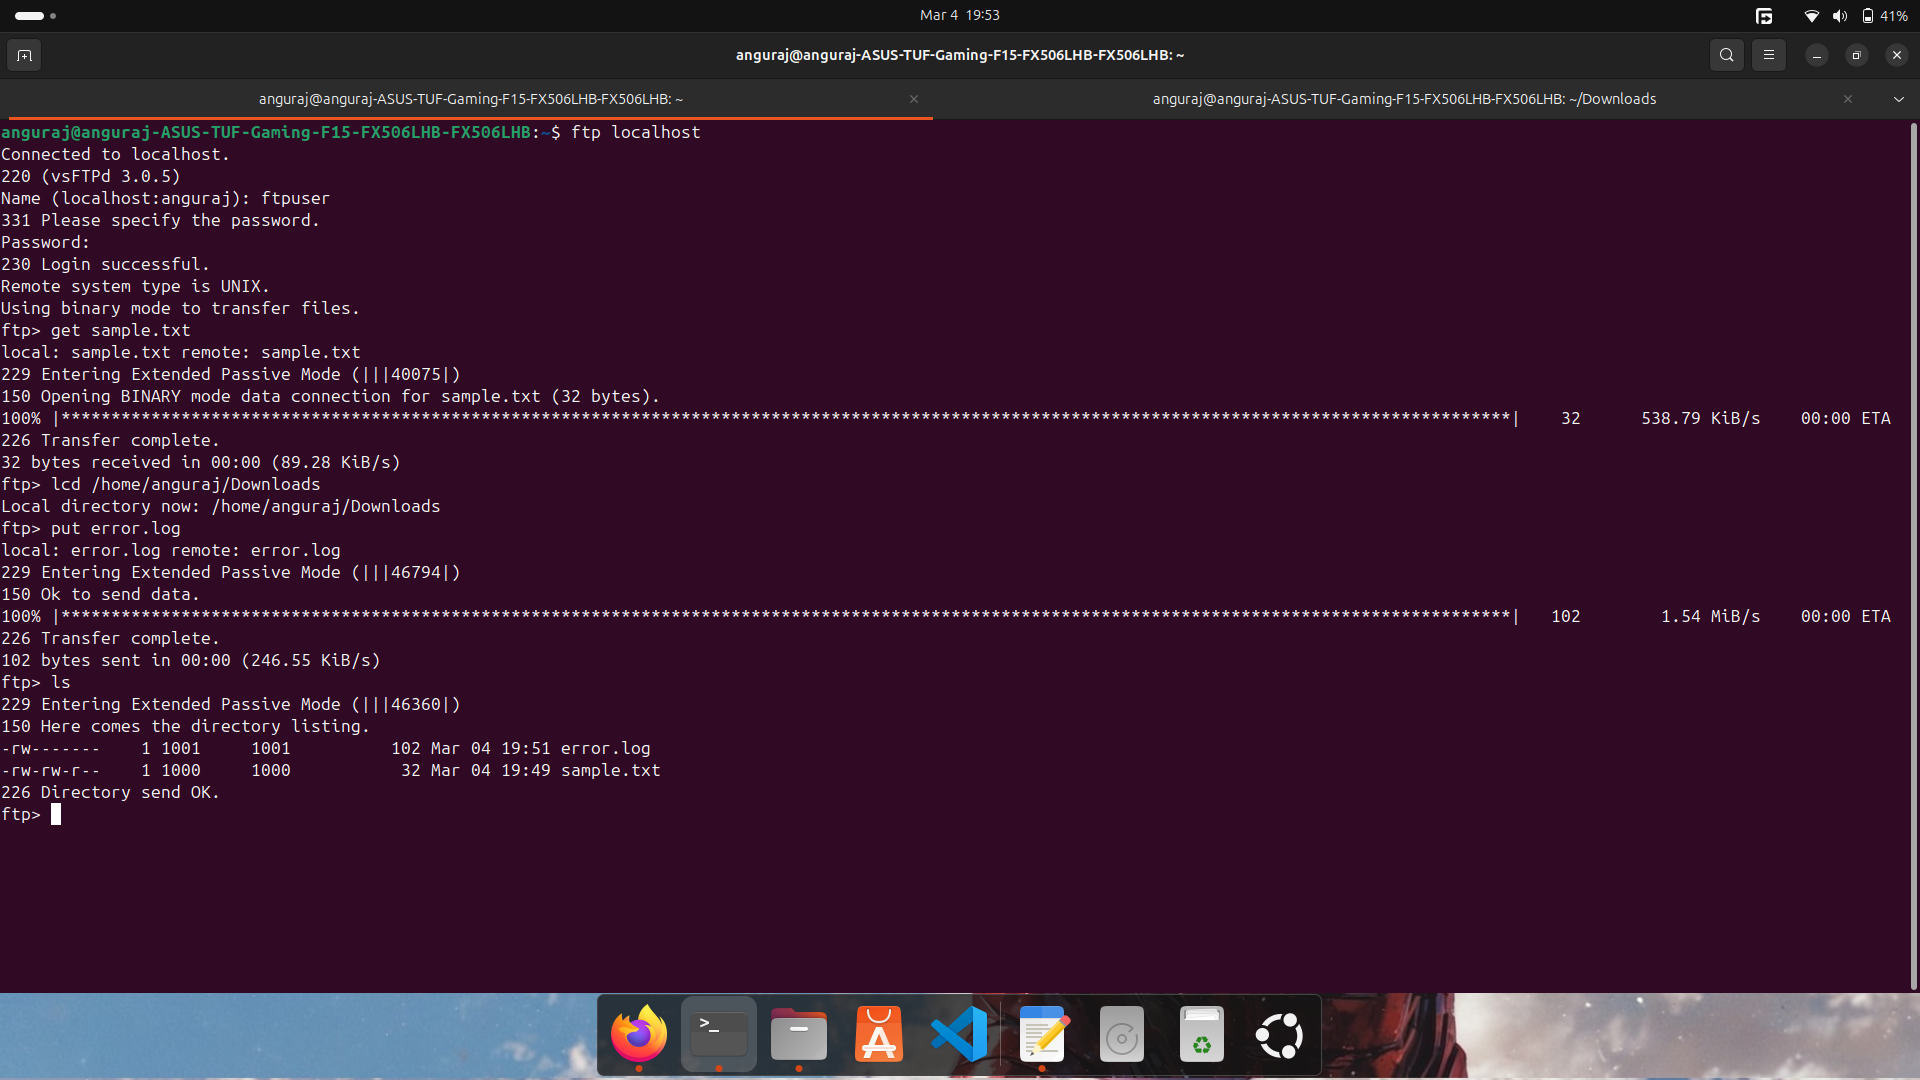 Mar 4 19:53
41%
anguraj@anguraj-ASUS-TUF-Gaming-F15-FX506LHB-FX506LHB: ~
anguraj@anguraj-ASUS-TUF-Gaming-F15-FX506LHB-FX506LHB: ~
anguraj@anguraj-ASUS-TUF-Gaming-F15-FX506LHB-FX506LHB: ~/Downloads
anguraj@anguraj-ASUS-TUF-Gaming-F15-FX506LHB-FX506LHB:~$ ftp localhost
Connected to localhost.
220 (vsFTPd 3.0.5)
Name (localhost:anguraj): ftpuser
331 Please specify the password.
Password:
230 Login successful.
Remote system type is UNIX.
Using binary mode to transfer files.
ftp> get sample.txt
local: sample.txt remote: sample.txt
229 Entering Extended Passive Mode (|||40075|)
150 Opening BINARY mode data connection for sample.txt (32 bytes).
100% |*************************************************************************************************************************************************| 32 538.79 KiB/s 00:00 ETA
226 Transfer complete.
32 bytes received in 00:00 (89.28 KiB/s)
ftp> lcd /home/anguraj/Downloads
Local directory now: /home/anguraj/Downloads
ftp> put error.log
local: error.log remote: error.log
229 Entering Extended Passive Mode (|||46794|)
150 Ok to send data.
100% |*************************************************************************************************************************************************| 102 1.54 MiB/s 00:00 ETA
226 Transfer complete.
102 bytes sent in 00:00 (246.55 KiB/s)
ftp> ls
229 Entering Extended Passive Mode (|||46360|)
150 Here comes the directory listing.
-rw------- 1 1001 1001 102 Mar 04 19:51 error.log
-rw-rw-r-- 1 1000 1000 32 Mar 04 19:49 sample.txt
226 Directory send OK.
ftp>